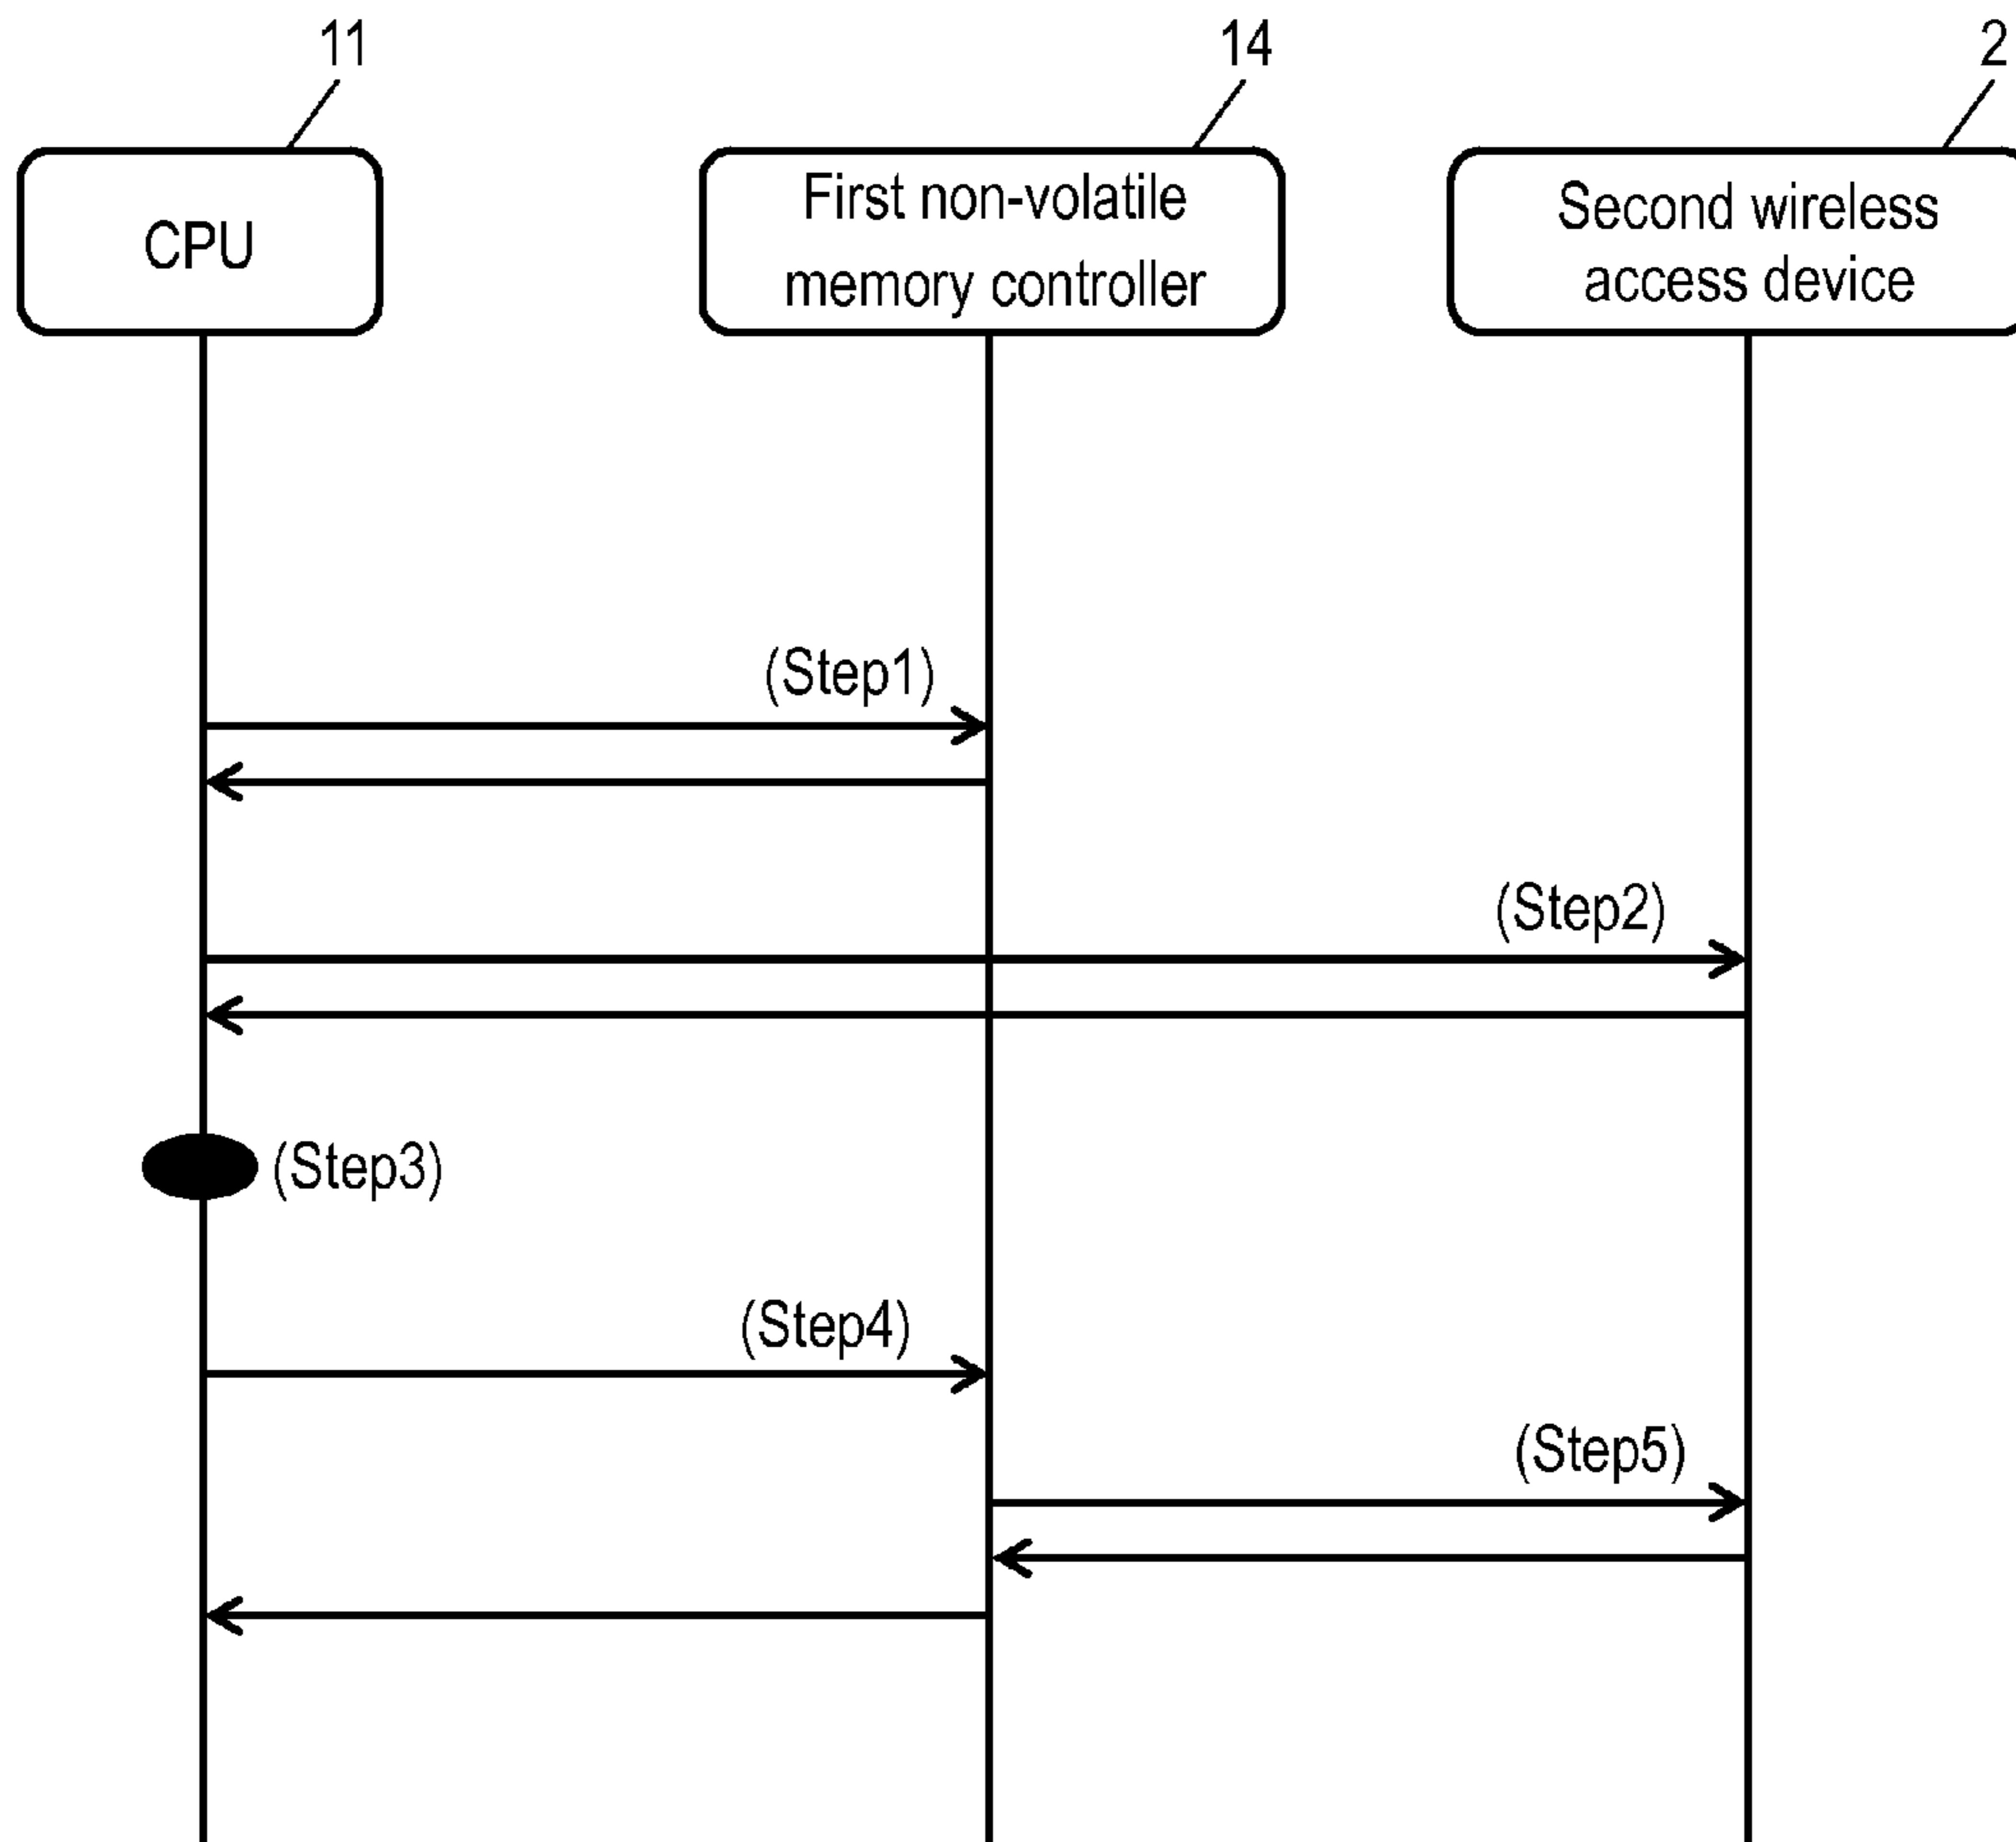 11
14
2
CPU
First non-volatile
memory controller
Second wireless
access device
(Step1)
(Step2)
(Step3)
(Step4)
(Step5)